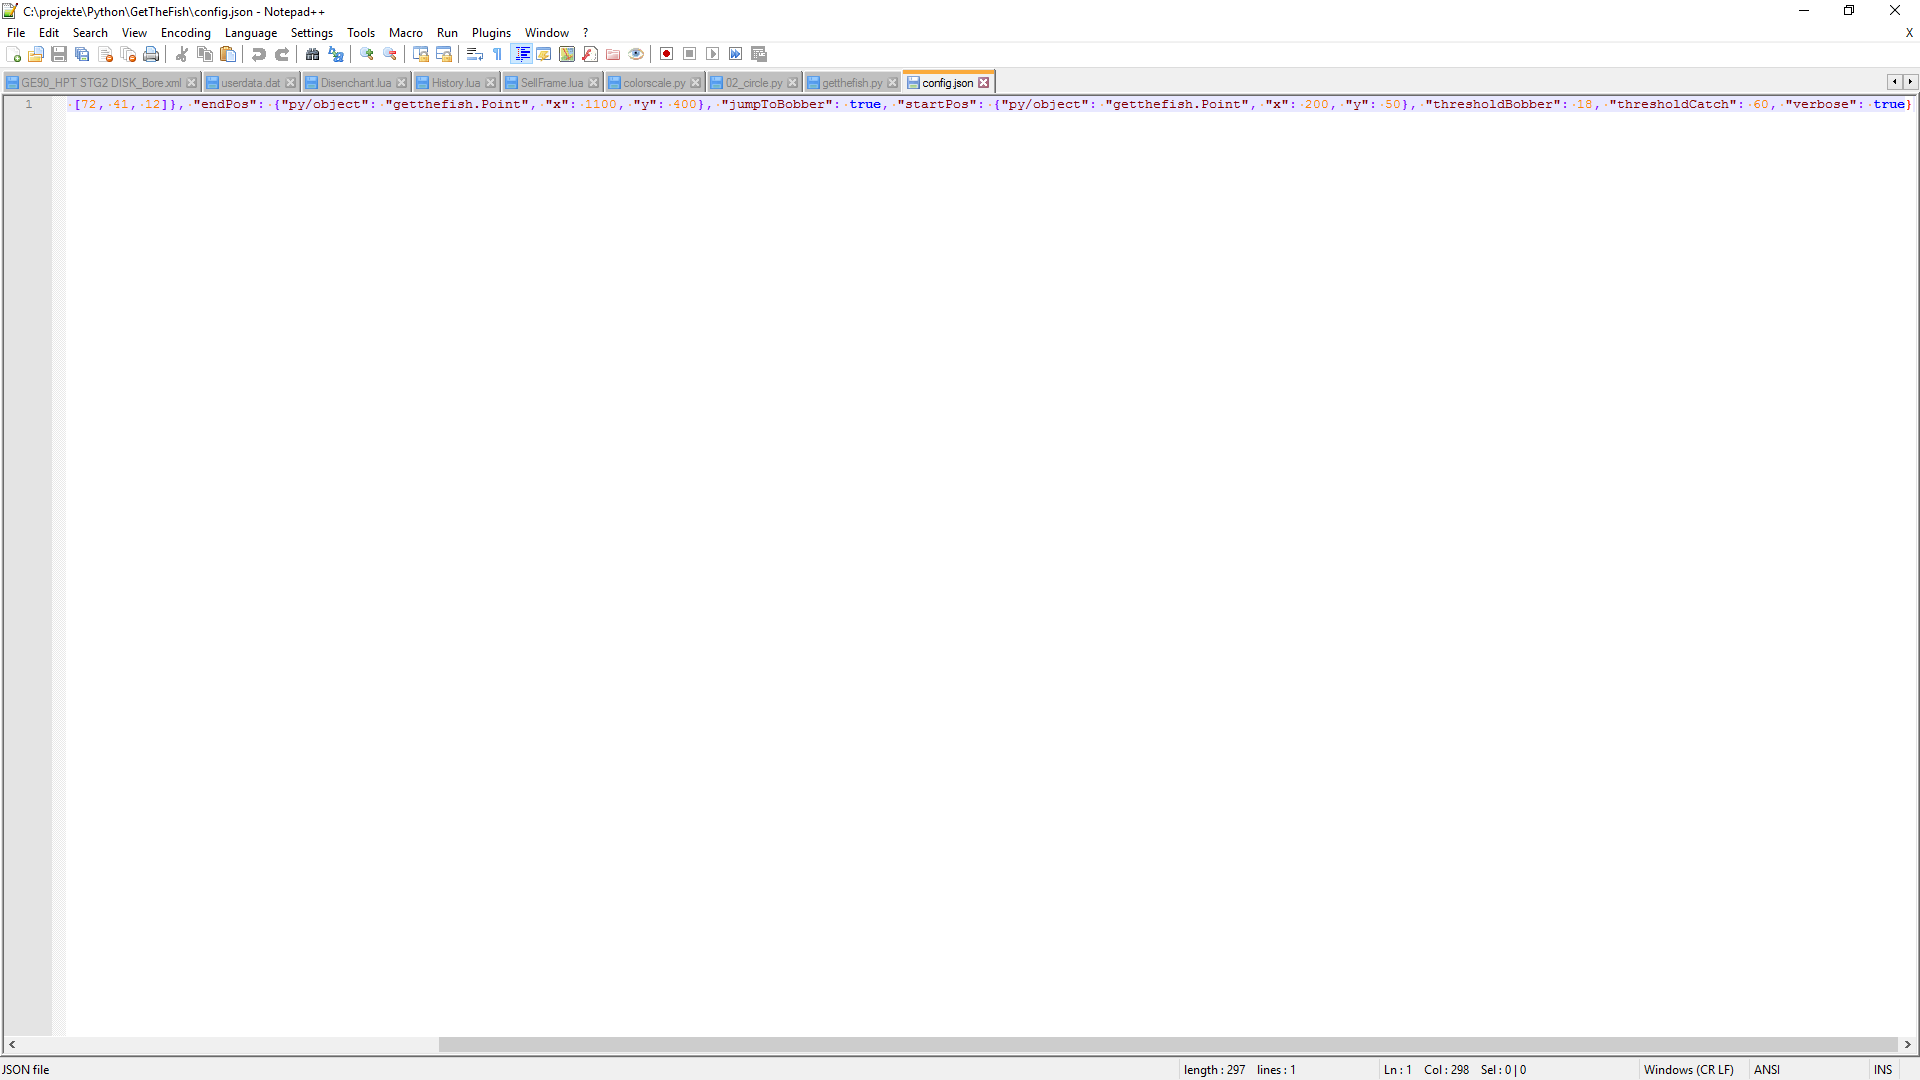 C:\projekte\Python\GetTheFish\config.json - Notepad++
File Edit Search View Encoding Language Settings Tools Macro Run Plugins Window ? X
GE90_HPT STG2 DISK_Bore.xml userdata.dat Disenchant.lua History.lua SellFrame.lua colorscale.py 02_circle.py getthefish.py config.json
1 [72, 41, 12]}, "endPos": {"py/object": "getthefish.Point", "x": 1100, "y": 400}, "jumpToBobber": true, "startPos": {"py/object": "getthefish.Point", "x": 200, "y": 50}, "thresholdBobber": 18, "thresholdCatch": 60, "verbose": true}
JSON file length : 297 lines : 1 Ln : 1 Col : 298 Sel : 0 | 0 Windows (CR LF) ANSI INS